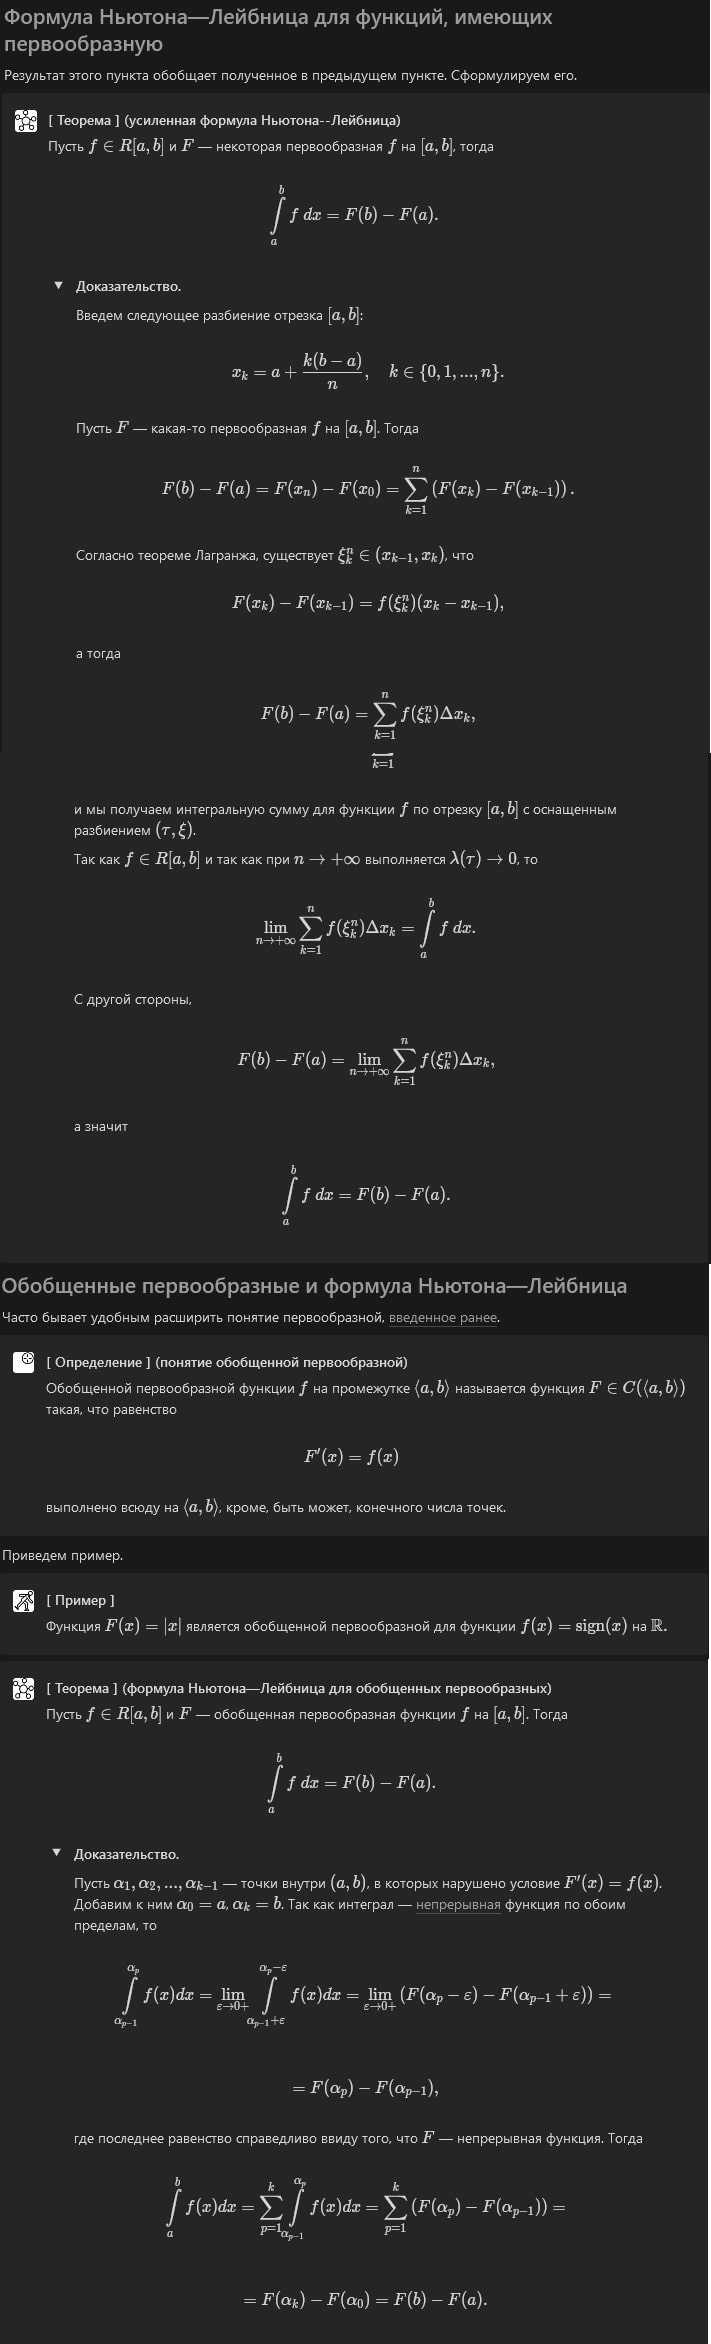 Формула Ньютона—Лейбница для функций, имеющих
первообразную
Результат этого пункта обобщает полученное в предыдущем пункте. Сформулируем его.
[ Теорема ] (усиленная формула Ньютона--Лейбница)
Пусть f ∈ R[a, b] и F — некоторая первообразная f на [a, b], тогда
∫_a^b f dx = F(b) − F(a).
▼ Доказательство.
Введем следующее разбиение отрезка [a, b]:
x_k = a + k(b − a)/n, k ∈ {0, 1, ..., n}.
Пусть F — какая-то первообразная f на [a, b]. Тогда
F(b) − F(a) = F(x_n) − F(x_0) = ∑_{k=1}^n (F(x_k) − F(x_{k−1})).
Согласно теореме Лагранжа, существует ξ_k^n ∈ (x_{k−1}, x_k), что
F(x_k) − F(x_{k−1}) = f(ξ_k^n)(x_k − x_{k−1}),
а тогда
F(b) − F(a) = ∑_{k=1}^n f(ξ_k^n)Δx_k,
k=1
и мы получаем интегральную сумму для функции f по отрезку [a, b] с оснащенным
разбиением (τ, ξ).
Так как f ∈ R[a, b] и так как при n → +∞ выполняется λ(τ) → 0, то
lim_{n→+∞} ∑_{k=1}^n f(ξ_k^n)Δx_k = ∫_a^b f dx.
С другой стороны,
F(b) − F(a) = lim_{n→+∞} ∑_{k=1}^n f(ξ_k^n)Δx_k,
а значит
∫_a^b f dx = F(b) − F(a).
Обобщенные первообразные и формула Ньютона—Лейбница
Часто бывает удобным расширить понятие первообразной, введенное ранее.
[ Определение ] (понятие обобщенной первообразной)
Обобщенной первообразной функции f на промежутке ⟨a, b⟩ называется функция F ∈ C(⟨a, b⟩)
такая, что равенство
F′(x) = f(x)
выполнено всюду на ⟨a, b⟩, кроме, быть может, конечного числа точек.
Приведем пример.
[ Пример ]
Функция F(x) = |x| является обобщенной первообразной для функции f(x) = sign(x) на ℝ.
[ Теорема ] (формула Ньютона—Лейбница для обобщенных первообразных)
Пусть f ∈ R[a, b] и F — обобщенная первообразная функции f на [a, b]. Тогда
∫_a^b f dx = F(b) − F(a).
▼ Доказательство.
Пусть α_1, α_2, ..., α_{k−1} — точки внутри (a, b), в которых нарушено условие F′(x) = f(x).
Добавим к ним α_0 = a, α_k = b. Так как интеграл — непрерывная функция по обоим
пределам, то
∫_{α_{p−1}}^{α_p} f(x)dx = lim_{ε→0+} ∫_{α_{p−1}+ε}^{α_p−ε} f(x)dx = lim_{ε→0+} (F(α_p − ε) − F(α_{p−1} + ε)) =
= F(α_p) − F(α_{p−1}),
где последнее равенство справедливо ввиду того, что F — непрерывная функция. Тогда
∫_a^b f(x)dx = ∑_{p=1}^k ∫_{α_{p−1}}^{α_p} f(x)dx = ∑_{p=1}^k (F(α_p) − F(α_{p−1})) =
= F(α_k) − F(α_0) = F(b) − F(a).